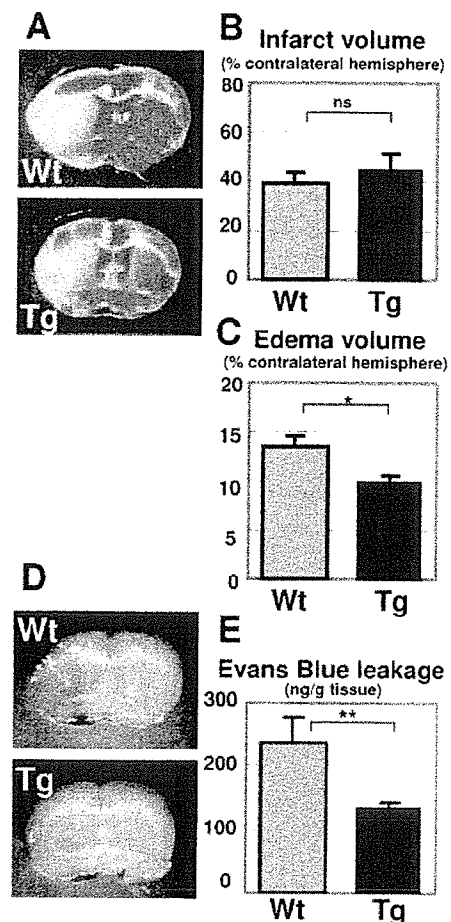 A
Wt
Tg
B
Infarct volume
(% contralateral hemisphere)
80
60
40
20
0
ns
Wt
Tg
C
Edema volume
(% contralateral hemisphere)
20
15
10
5
0
*
Wt
Tg
D
Wt
Tg
E
Evans Blue leakage
(ng/g tissue)
300
200
100
0
**
Wt
Tg